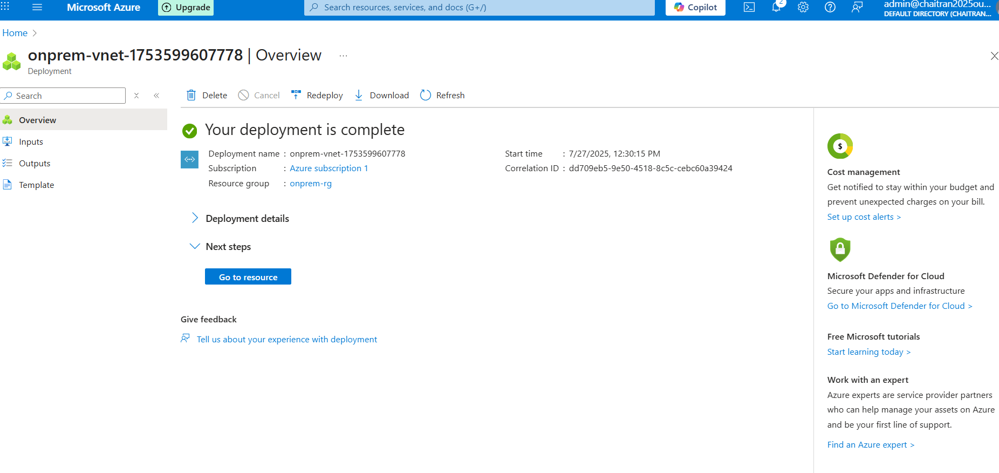 Microsoft Azure
Upgrade
Search resources, services, and docs (G+/)
Copilot
2
admin@chaitran2025ou...
DEFAULT DIRECTORY (CHAITRAN...
Home
onprem-vnet-1753599607778 | Overview ...
Deployment
Search
Delete
Cancel
Redeploy
Download
Refresh
Overview
Inputs
Outputs
Template
Your deployment is complete
Deployment name : onprem-vnet-1753599607778
Subscription : Azure subscription 1
Resource group : onprem-rg
Start time : 7/27/2025, 12:30:15 PM
Correlation ID : dd709eb5-9e50-4518-8c5c-cebc60a39424
Deployment details
Next steps
Go to resource
Give feedback
Tell us about your experience with deployment
$
Cost management
Get notified to stay within your budget and
prevent unexpected charges on your bill.
Set up cost alerts >
Microsoft Defender for Cloud
Secure your apps and infrastructure
Go to Microsoft Defender for Cloud >
Free Microsoft tutorials
Start learning today >
Work with an expert
Azure experts are service provider partners
who can help manage your assets on Azure
and be your first line of support.
Find an Azure expert >